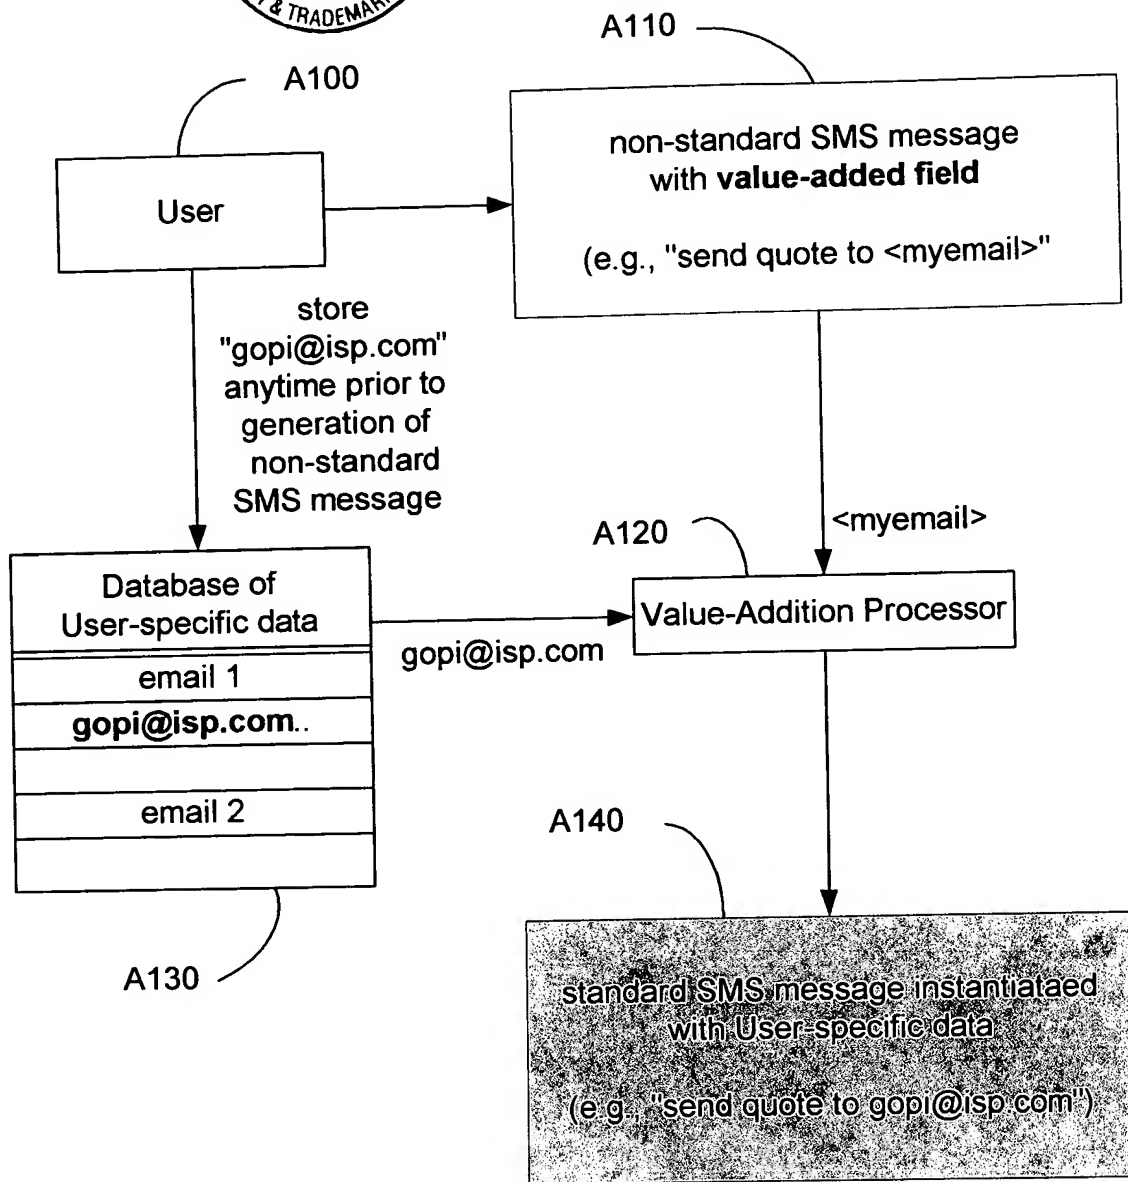 & TRADEMAR
A110
A100
non-standard SMS message
with value-added field
(e.g., "send quote to <myemail>"
User
store
"gopi@isp.com"
anytime prior to
generation of
non-standard
SMS message
<myemail>
A120
Database of
User-specific data
Value-Addition Processor
gopi@isp.com
email 1
gopi@isp.com..
email 2
A140
A130
standard SMS message instantiataed
with User-specific data
(e.g., "send quote to gopi@isp.com")